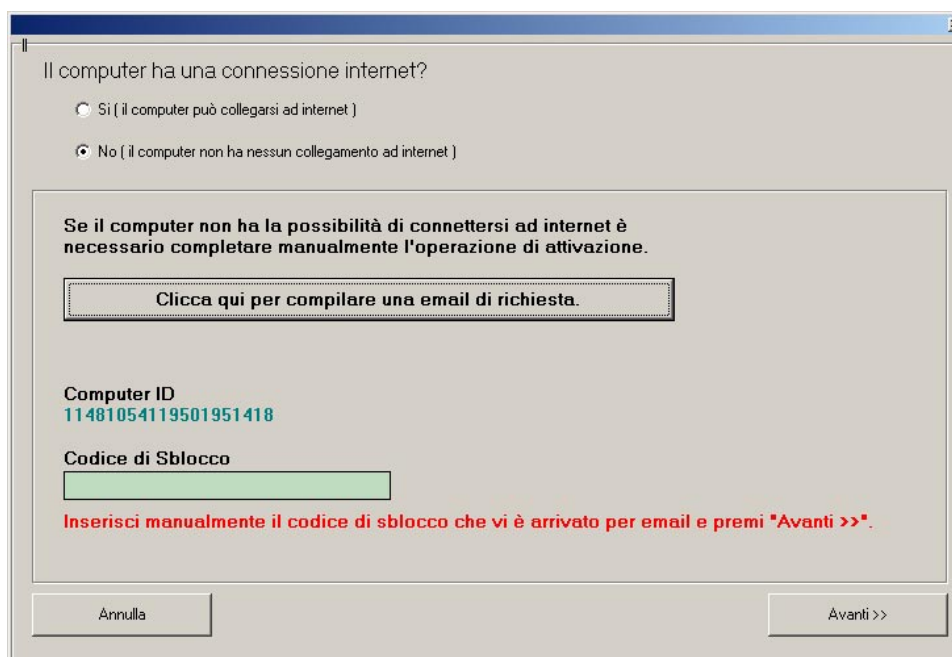 Il computer ha una connessione internet?
Si ( il computer può collegarsi ad internet )
No ( il computer non ha nessun collegamento ad internet )
Se il computer non ha la possibilità di connettersi ad internet è
necessario completare manualmente l'operazione di attivazione.
Clicca qui per compilare una email di richiesta.
Computer ID
11481054119501951418
Codice di Sblocco
Inserisci manualmente il codice di sblocco che vi è arrivato per email e premi "Avanti >>".
Annulla
Avanti >>